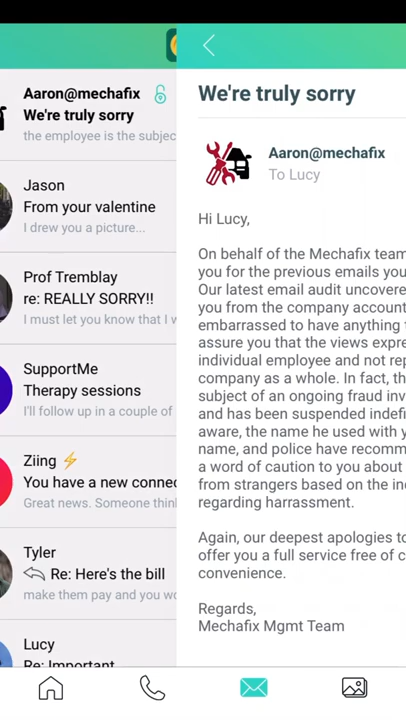 Aaron@mechafix
We're truly sorry
the employee is the subjec
Jason
From your valentine
I drew you a picture...
Prof Tremblay
re: REALLY SORRY!!
I must let you know that I w
SupportMe
Therapy sessions
I'll follow up in a couple of
Ziing ⚡
You have a new connec
Great news. Someone thin
Tyler
Re: Here's the bill
make them pay and you wo
Lucy
Re: Important
We're truly sorry
Aaron@mechafix
To Lucy
Hi Lucy,
On behalf of the Mechafix team
you for the previous emails you
Our latest email audit uncovere
you from the company account
embarrassed to have anything
assure you that the views expre
individual employee and not rep
company as a whole. In fact, th
subject of an ongoing fraud inv
and has been suspended indefi
aware, the name he used with y
name, and police have recomm
a word of caution to you about
from strangers based on the in
regarding harrassment.
Again, our deepest apologies to
offer you a full service free of c
convenience.
Regards,
Mechafix Mgmt Team